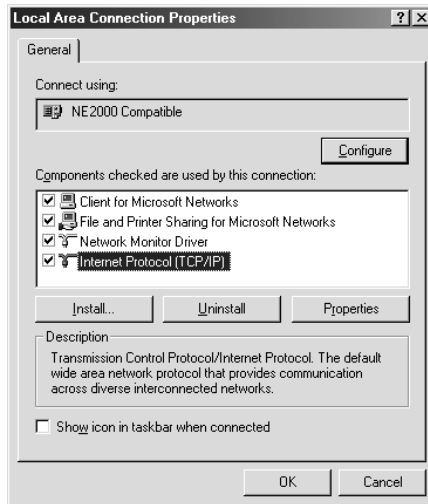 Local Area Connection Properties
General
Connect using:
NE2000 Compatible
Configure
Components checked are used by this connection:
Client for Microsoft Networks
File and Printer Sharing for Microsoft Networks
Network Monitor Driver
Internet Protocol (TCP/IP)
Install... Uninstall Properties
Description
Transmission Control Protocol/Internet Protocol. The default
wide area network protocol that provides communication
across diverse interconnected networks.
Show icon in taskbar when connected
OK Cancel